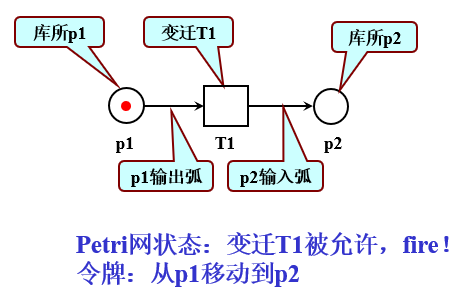 库所p1
变迁T1
库所p2
p1
T1
p2
p1输出弧
p2输入弧
Petri网状态：变迁T1被允许，fire！
令牌：从p1移动到p2